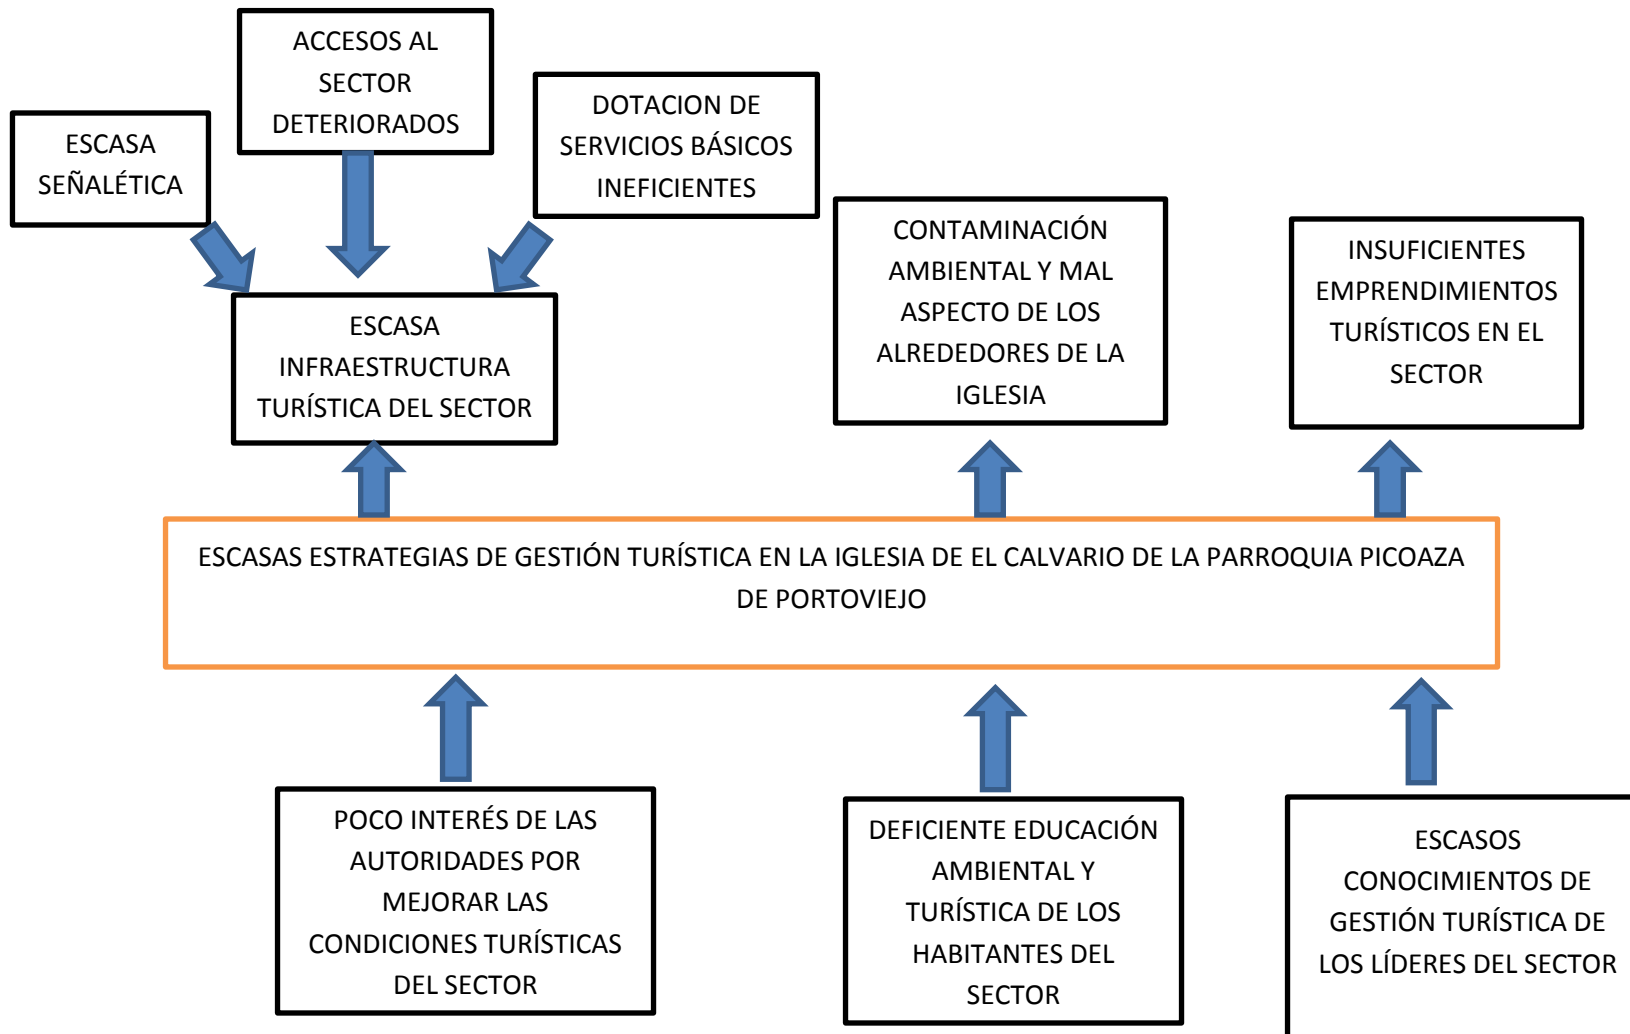 ACCESOS AL
SECTOR
DETERIORADOS
ESCASA
SEÑALÉTICA
DOTACION DE
SERVICIOS BÁSICOS
INEFICIENTES
ESCASA
INFRAESTRUCTURA
TURÍSTICA DEL SECTOR
CONTAMINACIÓN
AMBIENTAL Y MAL
ASPECTO DE LOS
ALREDEDORES DE LA
IGLESIA
INSUFICIENTES
EMPRENDIMIENTOS
TURÍSTICOS EN EL
SECTOR
ESCASAS ESTRATEGIAS DE GESTIÓN TURÍSTICA EN LA IGLESIA DE EL CALVARIO DE LA PARROQUIA PICOAZA
DE PORTOVIEJO
POCO INTERÉS DE LAS
AUTORIDADES POR
MEJORAR LAS
CONDICIONES TURÍSTICAS
DEL SECTOR
DEFICIENTE EDUCACIÓN
AMBIENTAL Y
TURÍSTICA DE LOS
HABITANTES DEL
SECTOR
ESCASOS
CONOCIMIENTOS DE
GESTIÓN TURÍSTICA DE
LOS LÍDERES DEL SECTOR